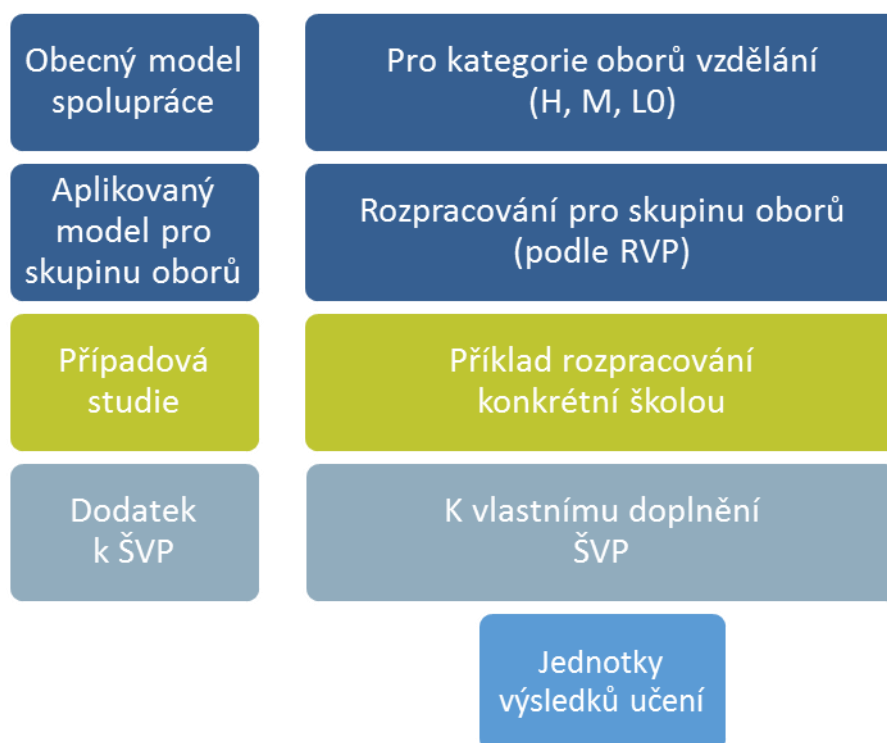 Obecný model
spolupráce
Pro kategorie oborů vzdělání
(H, M, L0)
Aplikovaný
model pro
skupinu oborů
Rozpracování pro skupinu oborů
(podle RVP)
Případová
studie
Příklad rozpracování
konkrétní školou
Dodatek
k ŠVP
K vlastnímu doplnění
ŠVP
Jednotky
výsledků učení